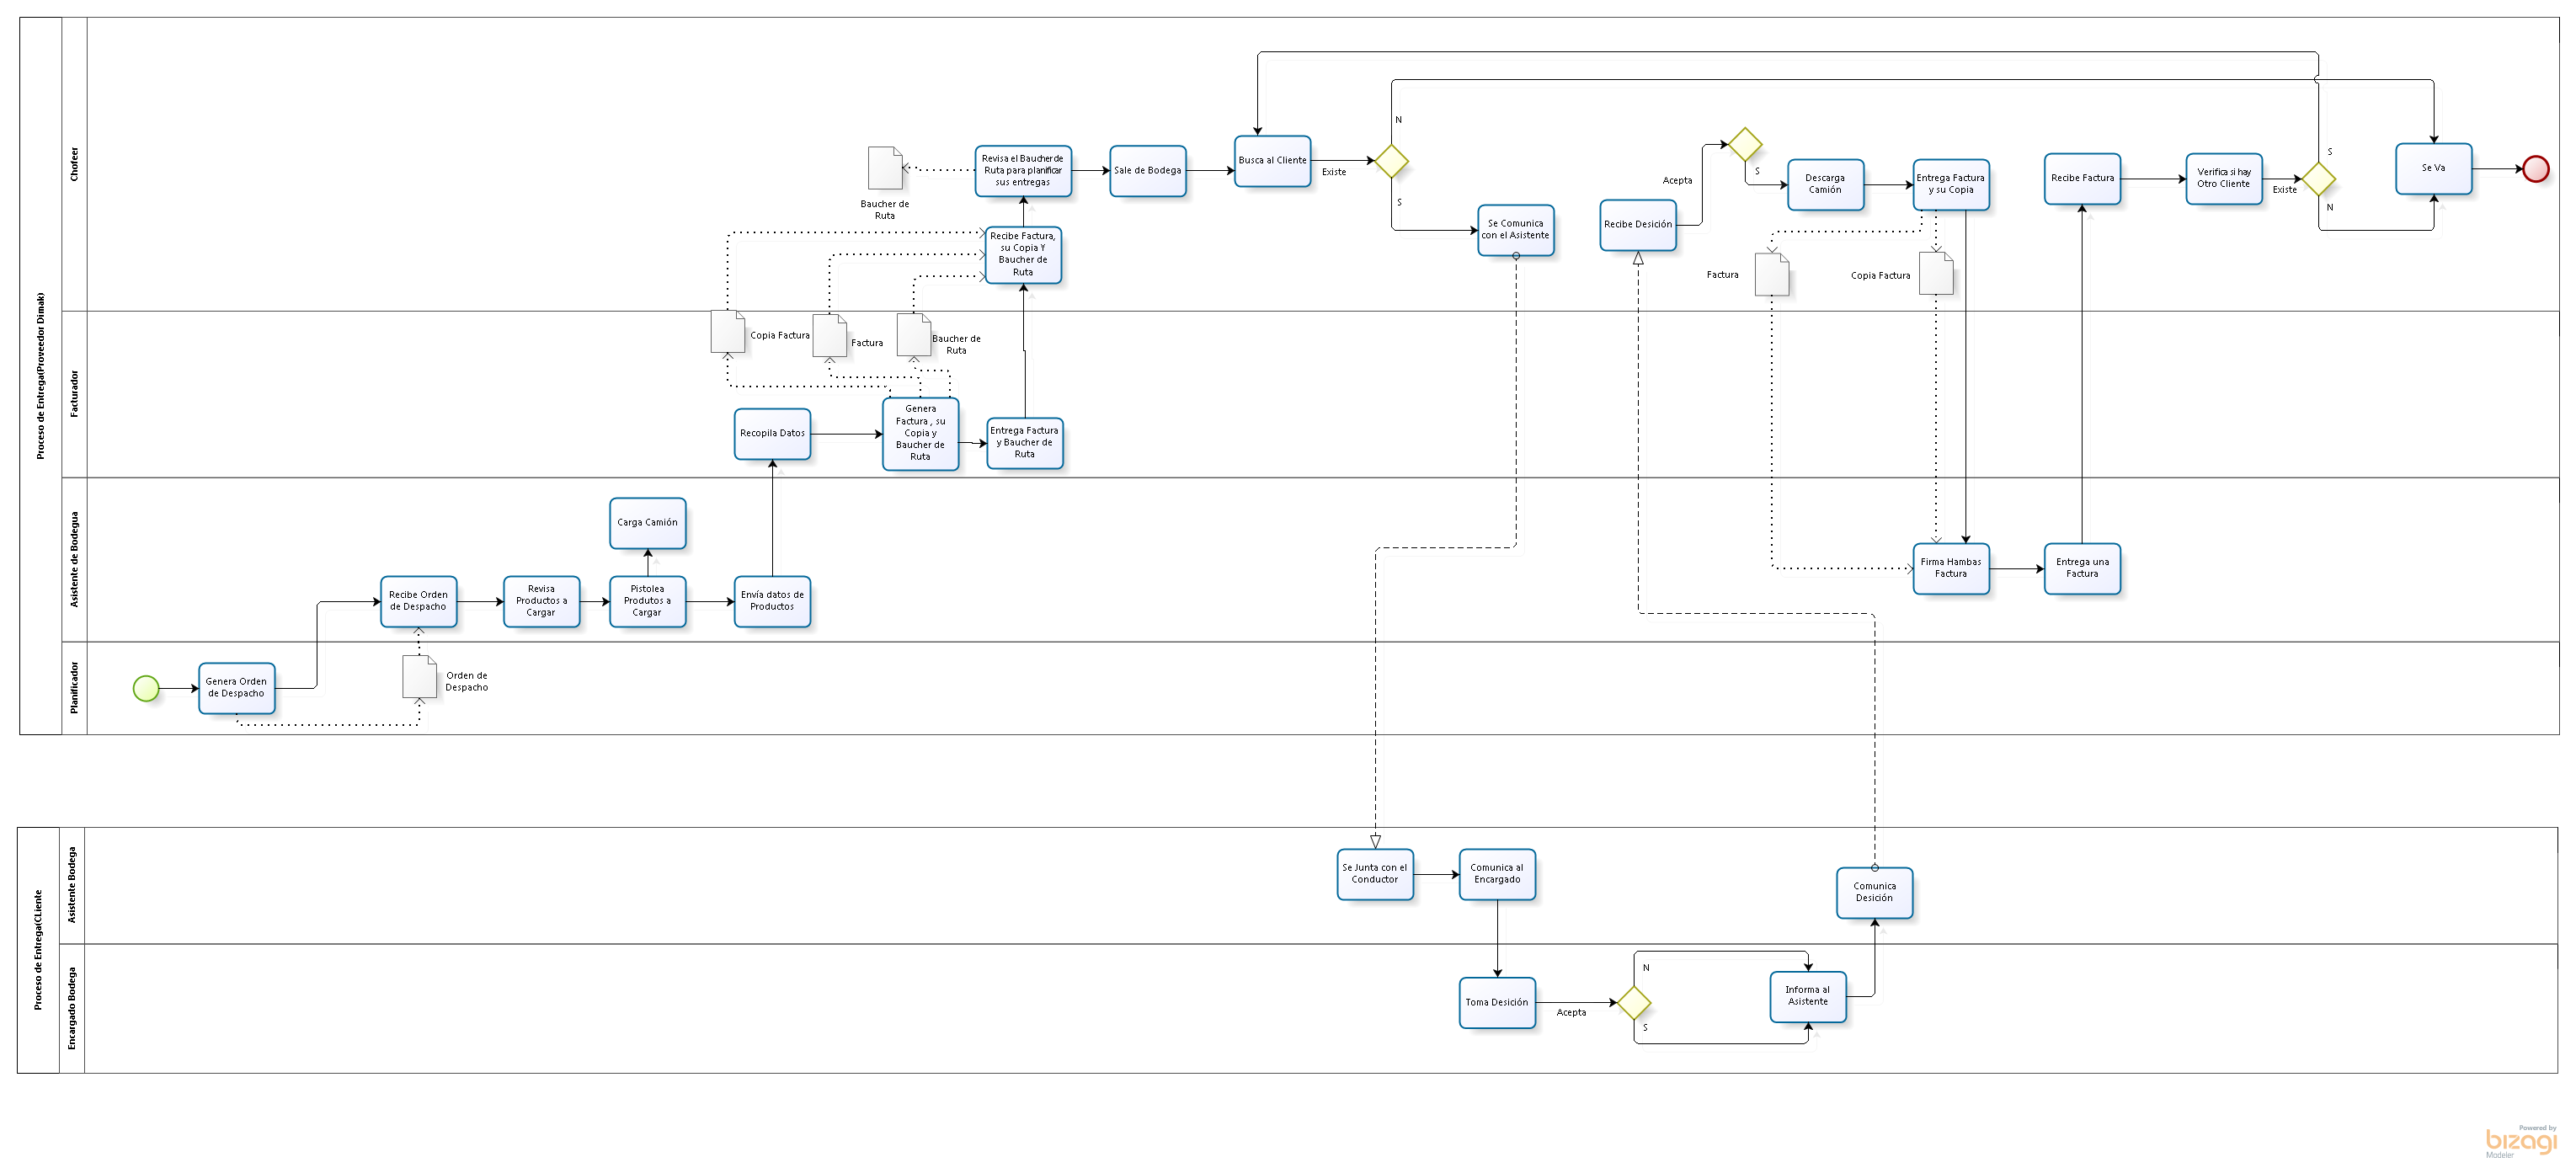 Proceso de Entrega(Proveedor Dimak)
Chofeer
N
S
Acepta
S
Existe
Existe
S
N
Baucher de
Ruta
Revisa el Baucher de
Ruta para planificar
sus entregas
Sale de Bodega
Busca al Cliente
Se Comunica
con el Asistente
Recibe Desición
Descarga
Camión
Entrega Factura
y su Copia
Recibe Factura
Verifica si hay
Otro Cliente
Se Va
Recibe Factura,
su Copia Y
Baucher de
Ruta
Factura
Copia Factura
Facturador
Copia Factura
Factura
Baucher de
Ruta
Recopila Datos
Genera
Factura , su
Copia y
Baucher de
Ruta
Entrega Factura
y Baucher de
Ruta
Asistente de Bodegua
Carga Camión
Recibe Orden
de Despacho
Revisa
Productos a
Cargar
Pistolea
Produtos a
Cargar
Envía datos de
Productos
Firma Hambas
Factura
Entrega una
Factura
Planificador
Genera Orden
de Despacho
Orden de
Despacho
Proceso de Entrega(CLiente
Asistente Bodega
Se Junta con el
Conductor
Comunica al
Encargado
Comunica
Desición
Encargado Bodega
Toma Desición
Acepta
N
S
Informa al
Asistente
Powered by
bizagi
Modeler